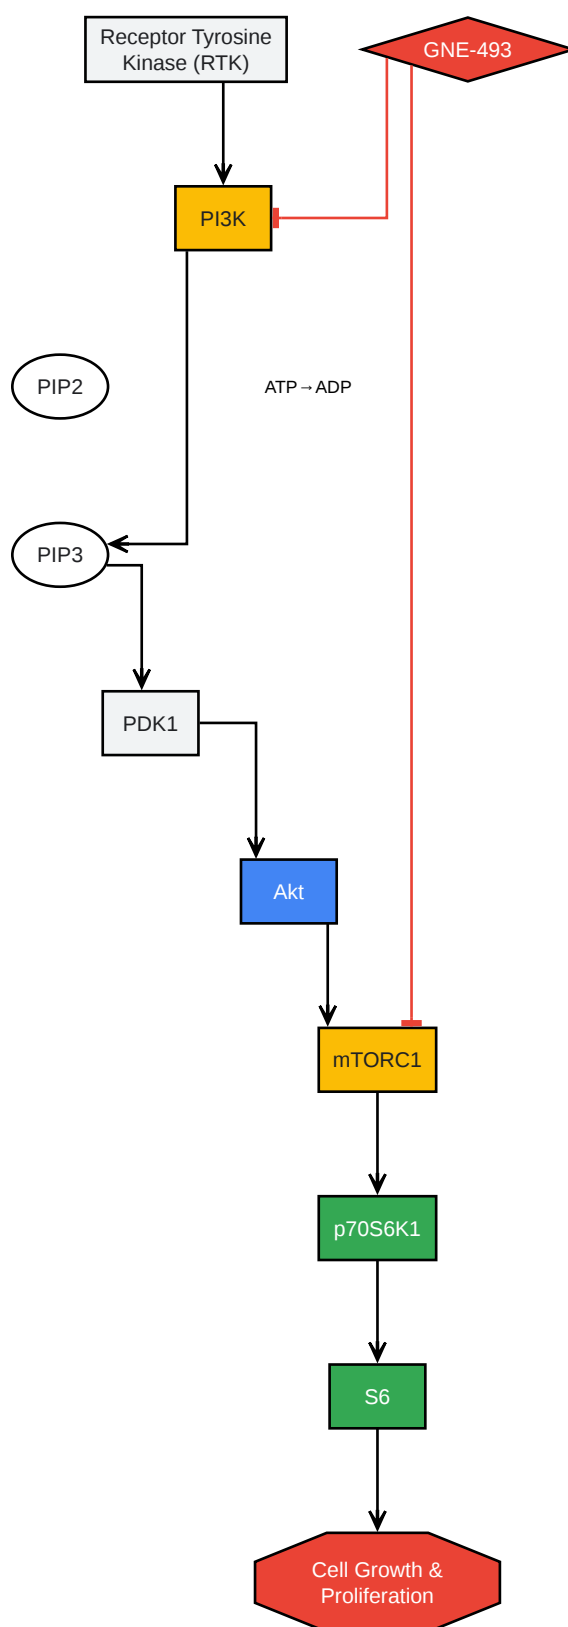 Receptor Tyrosine
Kinase (RTK)
GNE-493
PI3K
PIP2
ATP→ADP
PIP3
PDK1
Akt
mTORC1
p70S6K1
S6
Cell Growth &
Proliferation